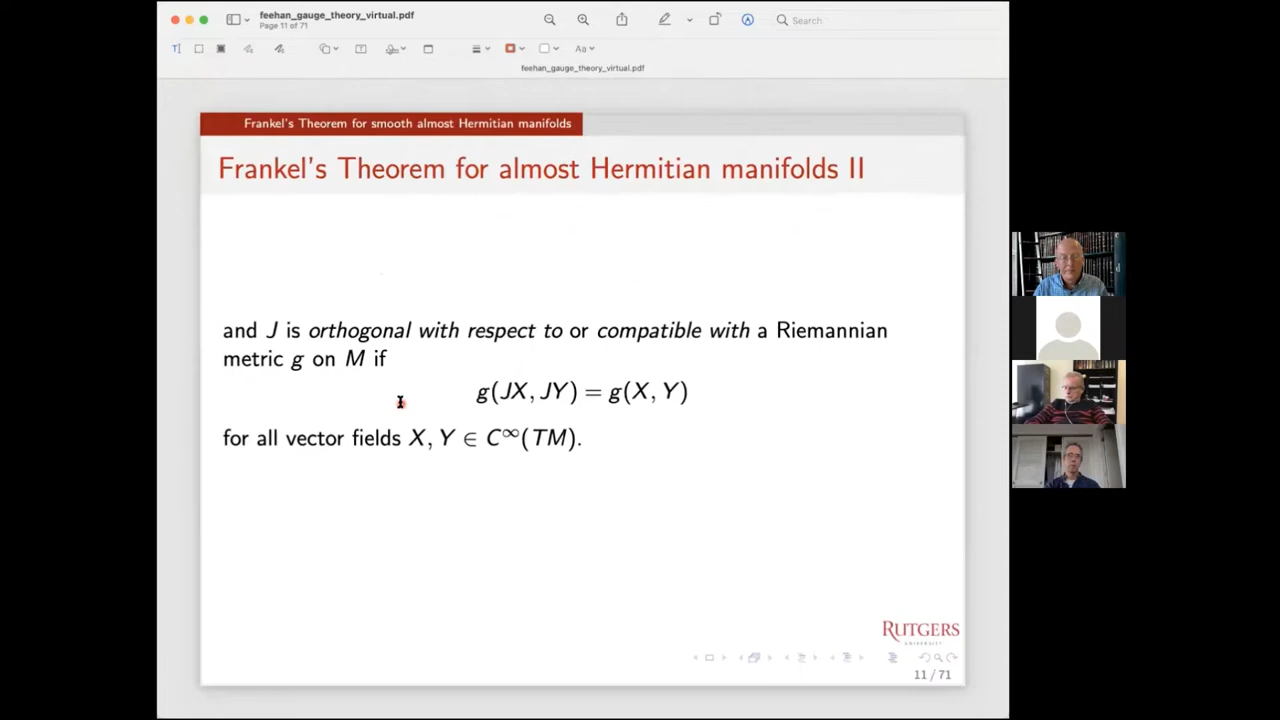 feehan_gauge_theory_virtual.pdf
Page 11 of 71
Search
feehan_gauge_theory_virtual.pdf
Frankel's Theorem for smooth almost Hermitian manifolds
Frankel's Theorem for almost Hermitian manifolds II
and J is orthogonal with respect to or compatible with a Riemannian
metric g on M if
g(JX, JY) = g(X, Y)
for all vector fields X, Y ∈ C∞(TM).
RUTGERS
UNIVERSITY
11 / 71